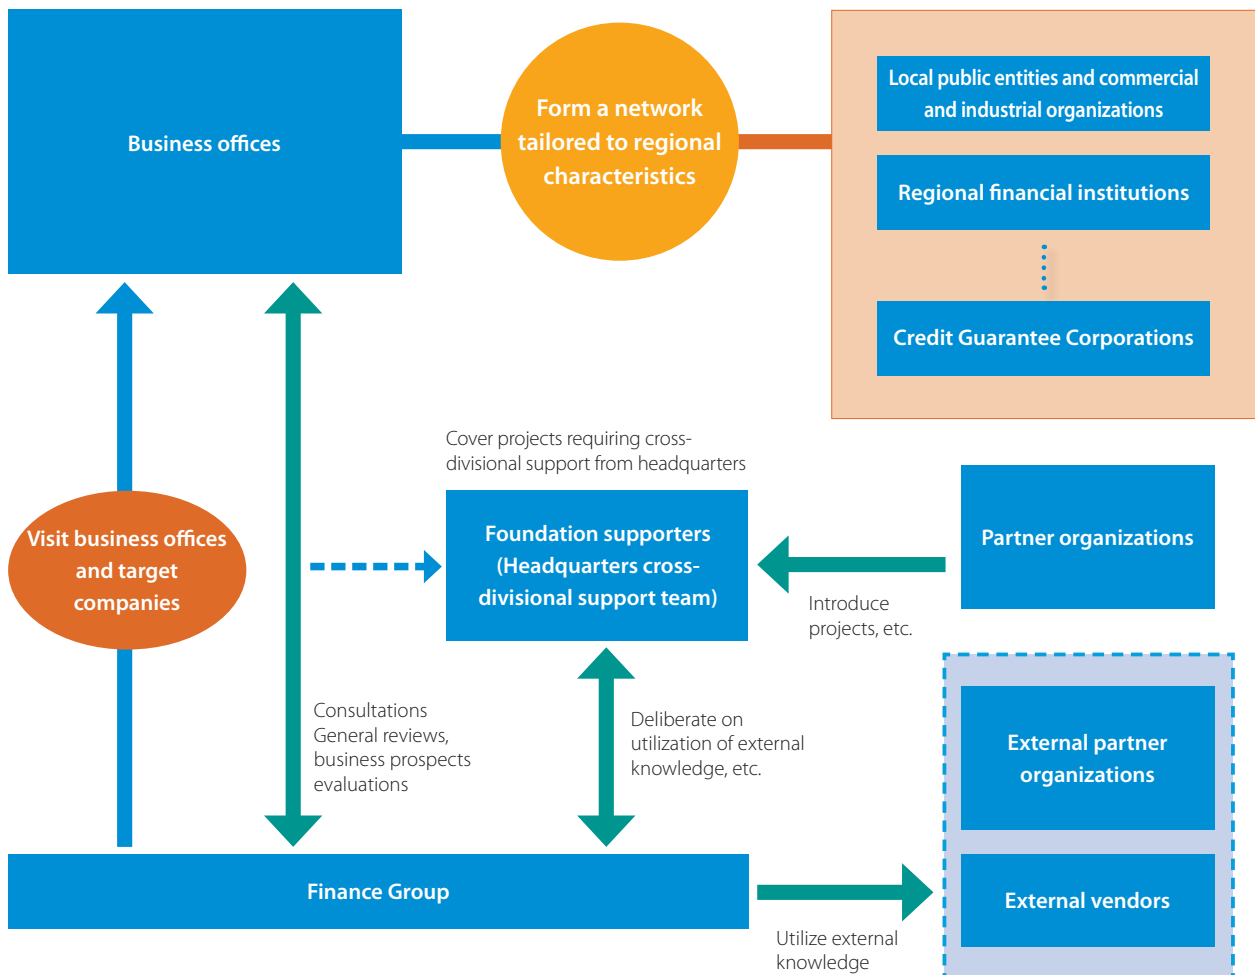 Business offices
Form a network
tailored to regional
characteristics
Local public entities and commercial
and industrial organizations
Regional financial institutions
Credit Guarantee Corporations
Cover projects requiring cross-
divisional support from headquarters
Visit business offices
and target
companies
Foundation supporters
(Headquarters cross-
divisional support team)
Partner organizations
Introduce
projects, etc.
Consultations
General reviews,
business prospects
evaluations
Deliberate on
utilization of external
knowledge, etc.
External partner
organizations
Finance Group
External vendors
Utilize external
knowledge